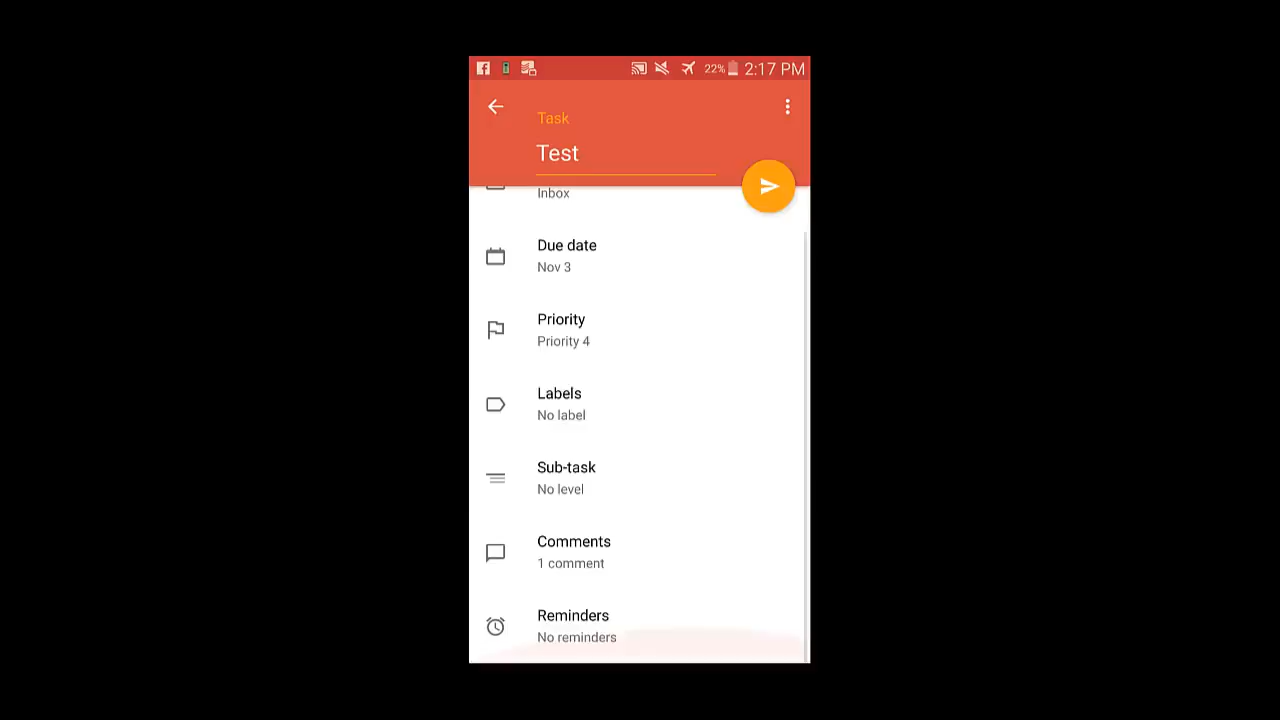 22% 2:17 PM
Task
Test
Inbox
Due date
Nov 3
Priority
Priority 4
Labels
No label
Sub-task
No level
Comments
1 comment
Reminders
No reminders